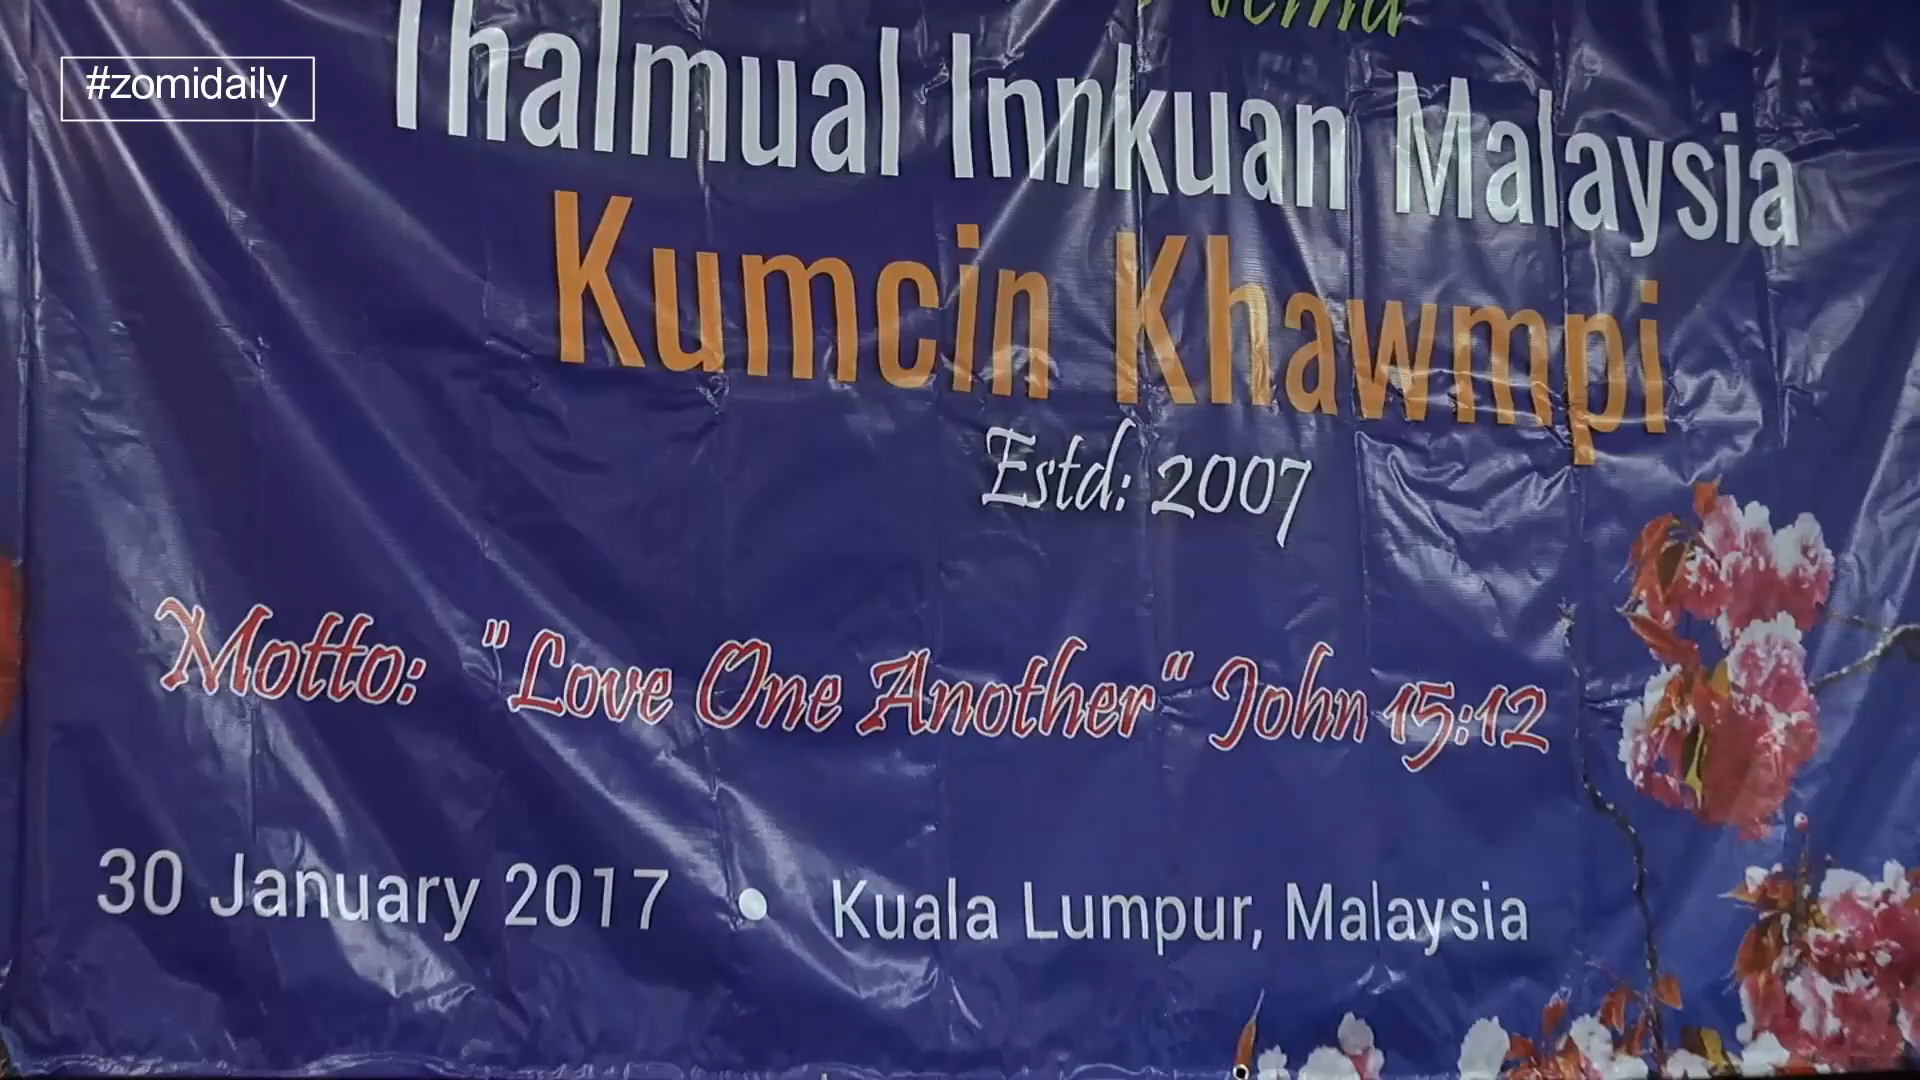 #zomidaily
Thalmual Innkuan Malaysia
Kumcin Khawmpi
Estd: 2007
Motto: "Love One Another" John 15:12
30 January 2017 • Kuala Lumpur, Malaysia